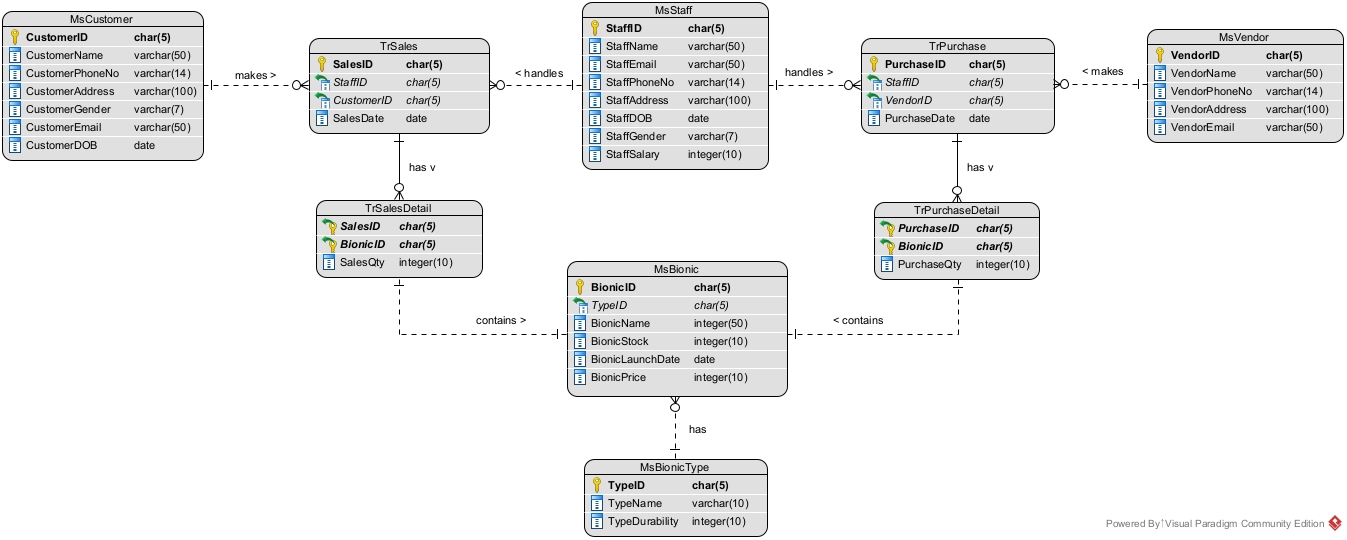 MsCustomer
CustomerID char(5)
CustomerName varchar(50)
CustomerPhoneNo varchar(14)
CustomerAddress varchar(100)
CustomerGender varchar(7)
CustomerEmail varchar(50)
CustomerDOB date
makes >
TrSales
SalesID char(5)
StaffID char(5)
CustomerID char(5)
SalesDate date
< handles
MsStaff
StaffID char(5)
StaffName varchar(50)
StaffEmail varchar(50)
StaffPhoneNo varchar(14)
StaffAddress varchar(100)
StaffDOB date
StaffGender varchar(7)
StaffSalary integer(10)
handles >
TrPurchase
PurchaseID char(5)
StaffID char(5)
VendorID char(5)
PurchaseDate date
< makes
MsVendor
VendorID char(5)
VendorName varchar(50)
VendorPhoneNo varchar(14)
VendorAddress varchar(100)
VendorEmail varchar(50)
has v
has v
TrSalesDetail
SalesID char(5)
BionicID char(5)
SalesQty integer(10)
TrPurchaseDetail
PurchaseID char(5)
BionicID char(5)
PurchaseQty integer(10)
contains >
MsBionic
BionicID char(5)
TypeID char(5)
BionicName integer(50)
BionicStock integer(10)
BionicLaunchDate date
BionicPrice integer(10)
< contains
has
MsBionicType
TypeID char(5)
TypeName varchar(10)
TypeDurability integer(10)
Powered By Visual Paradigm Community Edition